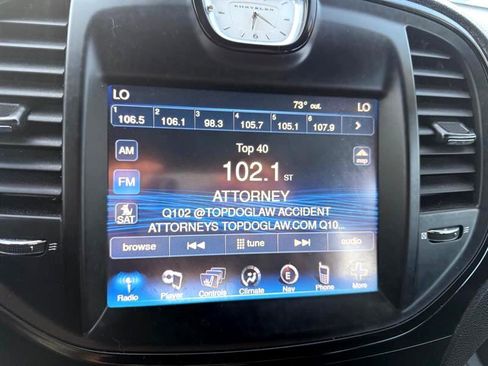 CHRYSLER
LO 73° out. LO
1 106.5 2 106.1 3 98.3 4 105.7 5 105.1 6 107.9
AM Top 40
map
FM 102.1 ST
ATTORNEY
SAT Q102 @TOPDOGLAW ACCIDENT
ATTORNEYS TOPDOGLAW.COM Q10...
browse tune audio
E
Radio Player Controls Climate Nav Phone More